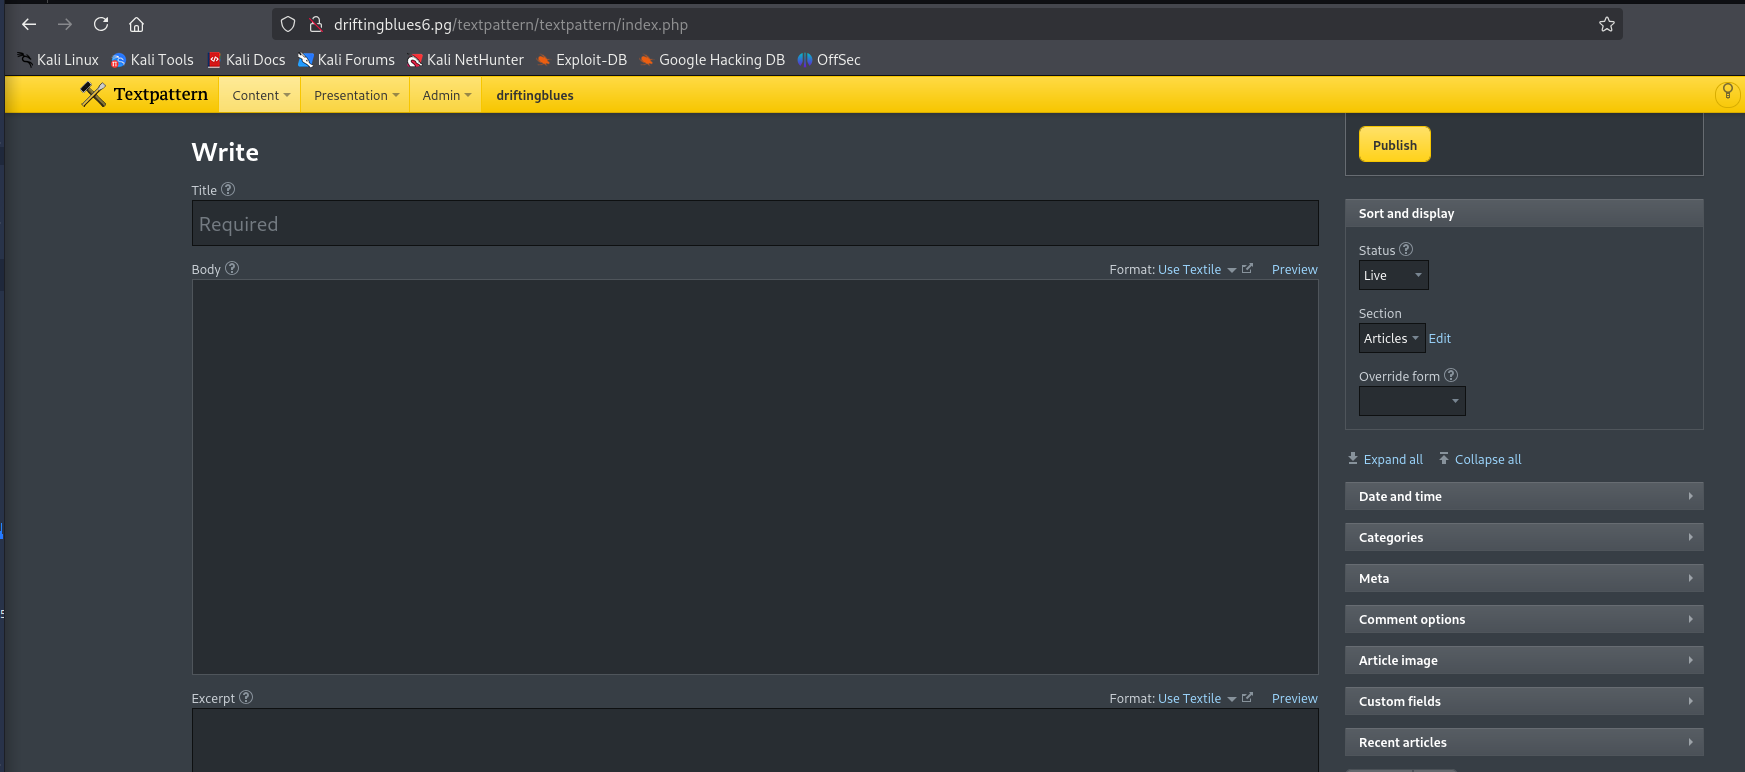 driftingblues6.pg/textpattern/textpattern/index.php
Kali Linux Kali Tools Kali Docs Kali Forums Kali NetHunter Exploit-DB Google Hacking DB OffSec
Textpattern Content Presentation Admin driftingblues
Write
Publish
Title
Required
Sort and display
Status
Live
Body Format: Use Textile Preview
Section
Articles Edit
Override form
Expand all Collapse all
Date and time
Categories
Meta
Comment options
Article image
Excerpt Format: Use Textile Preview
Custom fields
Recent articles